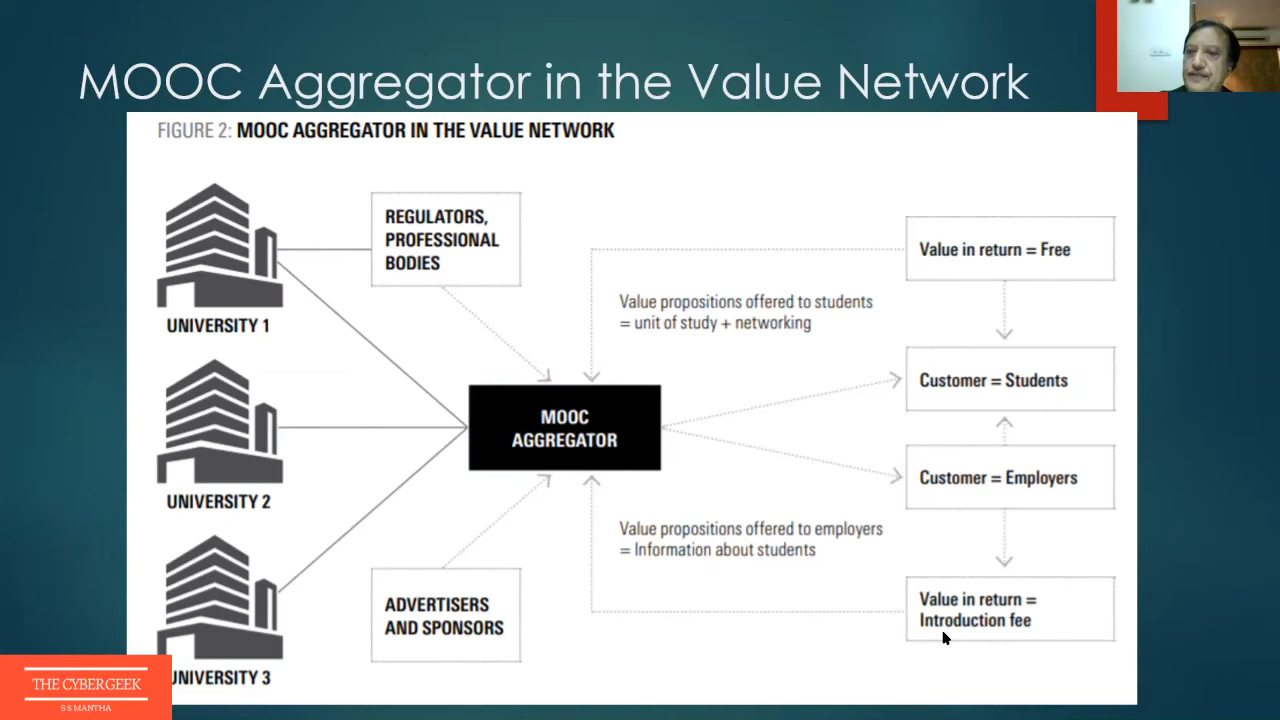 MOOC Aggregator in the Value Network
FIGURE 2: MOOC AGGREGATOR IN THE VALUE NETWORK
UNIVERSITY 1
REGULATORS,
PROFESSIONAL
BODIES
Value propositions offered to students
= unit of study + networking
Value in return = Free
Customer = Students
MOOC
AGGREGATOR
UNIVERSITY 2
Customer = Employers
Value propositions offered to employers
= Information about students
Value in return =
Introduction fee
ADVERTISERS
AND SPONSORS
UNIVERSITY 3
THE CYBERGEEK
S S MANTHA